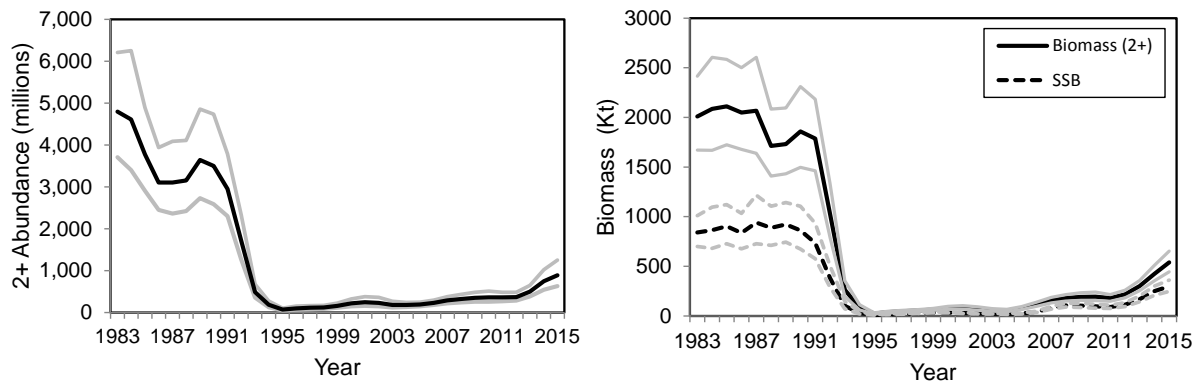 2+ Abundance (millions)
7,000
6,000
5,000
4,000
3,000
2,000
1,000
0
1983 1987 1991 1995 1999 2003 2007 2011 2015
Year
Biomass (Kt)
3000
2500
2000
1500
1000
500
0
Biomass (2+)
SSB
1983 1987 1991 1995 1999 2003 2007 2011 2015
Year